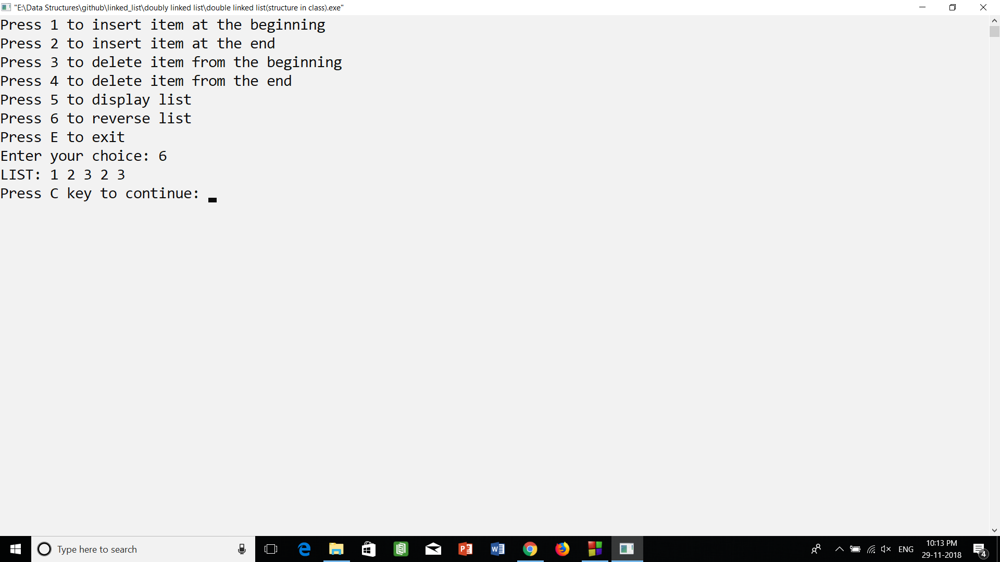 "E:\Data Structures\github\linked_list\doubly linked list\double linked list(structure in class).exe"
Press 1 to insert item at the beginning
Press 2 to insert item at the end
Press 3 to delete item from the beginning
Press 4 to delete item from the end
Press 5 to display list
Press 6 to reverse list
Press E to exit
Enter your choice: 6
LIST: 1 2 3 2 3
Press C key to continue:
Type here to search
ENG
10:13 PM
29-11-2018
4